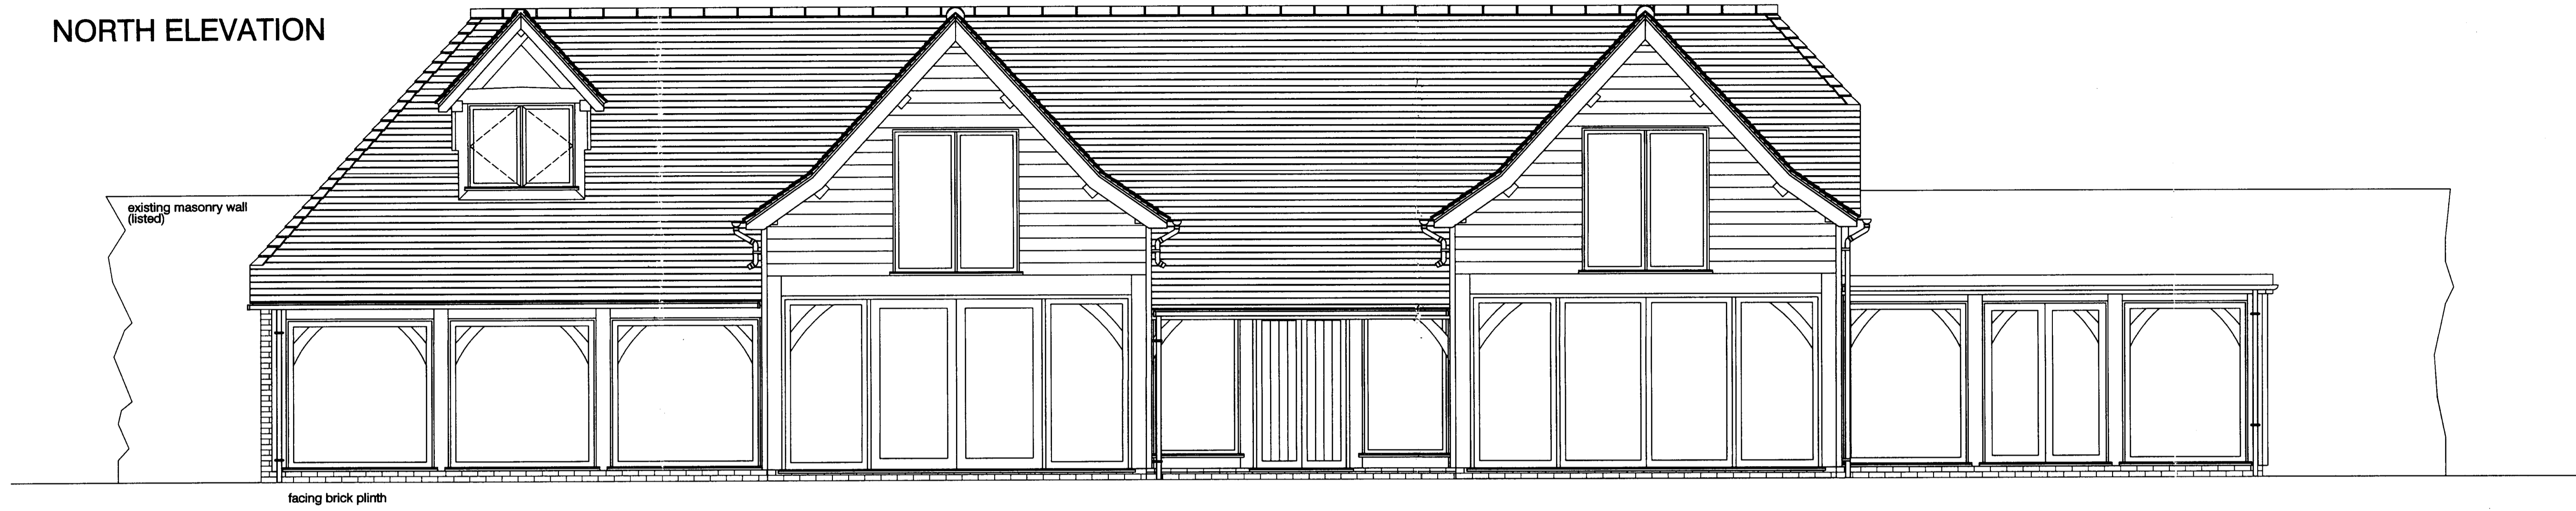 NORTH ELEVATION
existing masonry wall
(listed)
facing brick plinth